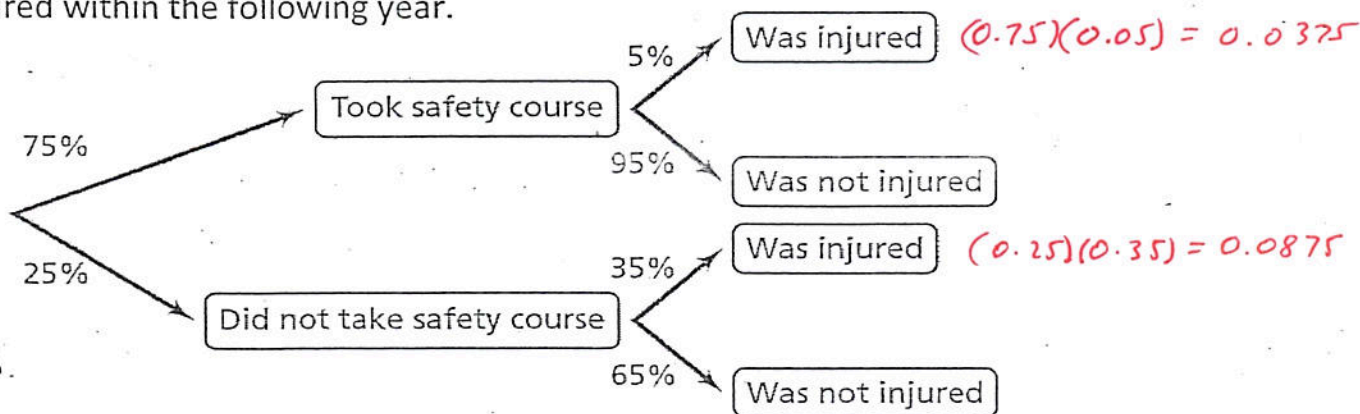 red within the following year.
5%
Was injured (0.75)(0.05) = 0.0375
75%
Took safety course
95%
Was not injured
25%
35%
Was injured (0.25)(0.35) = 0.0875
Did not take safety course
65%
Was not injured